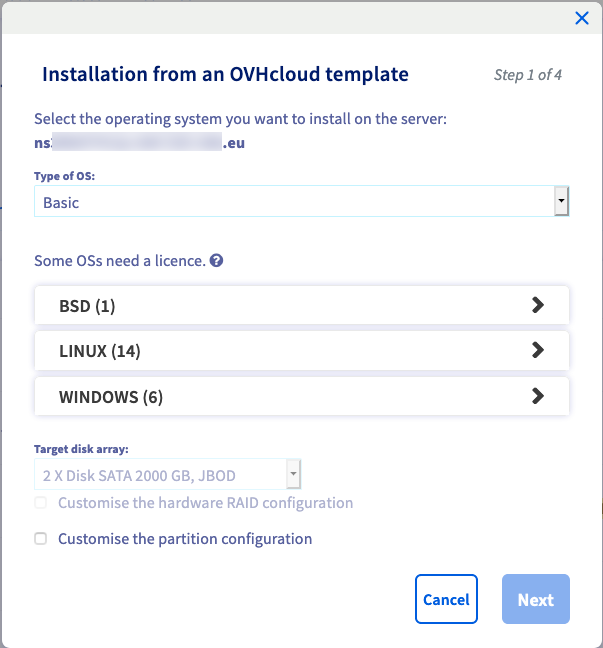 Installation from an OVHcloud template
Step 1 of 4
Select the operating system you want to install on the server:
ns .eu
Type of OS:
Basic
Some OSs need a licence.
BSD (1)
LINUX (14)
WINDOWS (6)
Target disk array:
2 X Disk SATA 2000 GB, JBOD
Customise the hardware RAID configuration
Customise the partition configuration
Cancel
Next